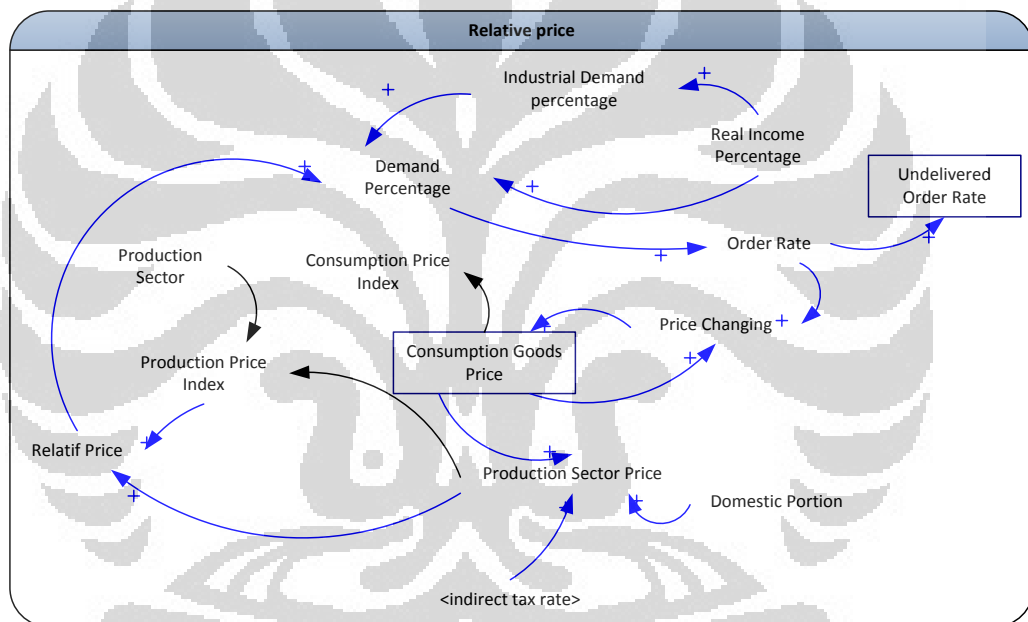 Relative price
Industrial Demand
percentage
Real Income
Percentage
Demand
Percentage
Undelivered
Order Rate
Order Rate
Production
Sector
Consumption Price
Index
Price Changing
Consumption Goods
Price
Production Price
Index
Relatif Price
Production Sector Price
Domestic Portion
<indirect tax rate>